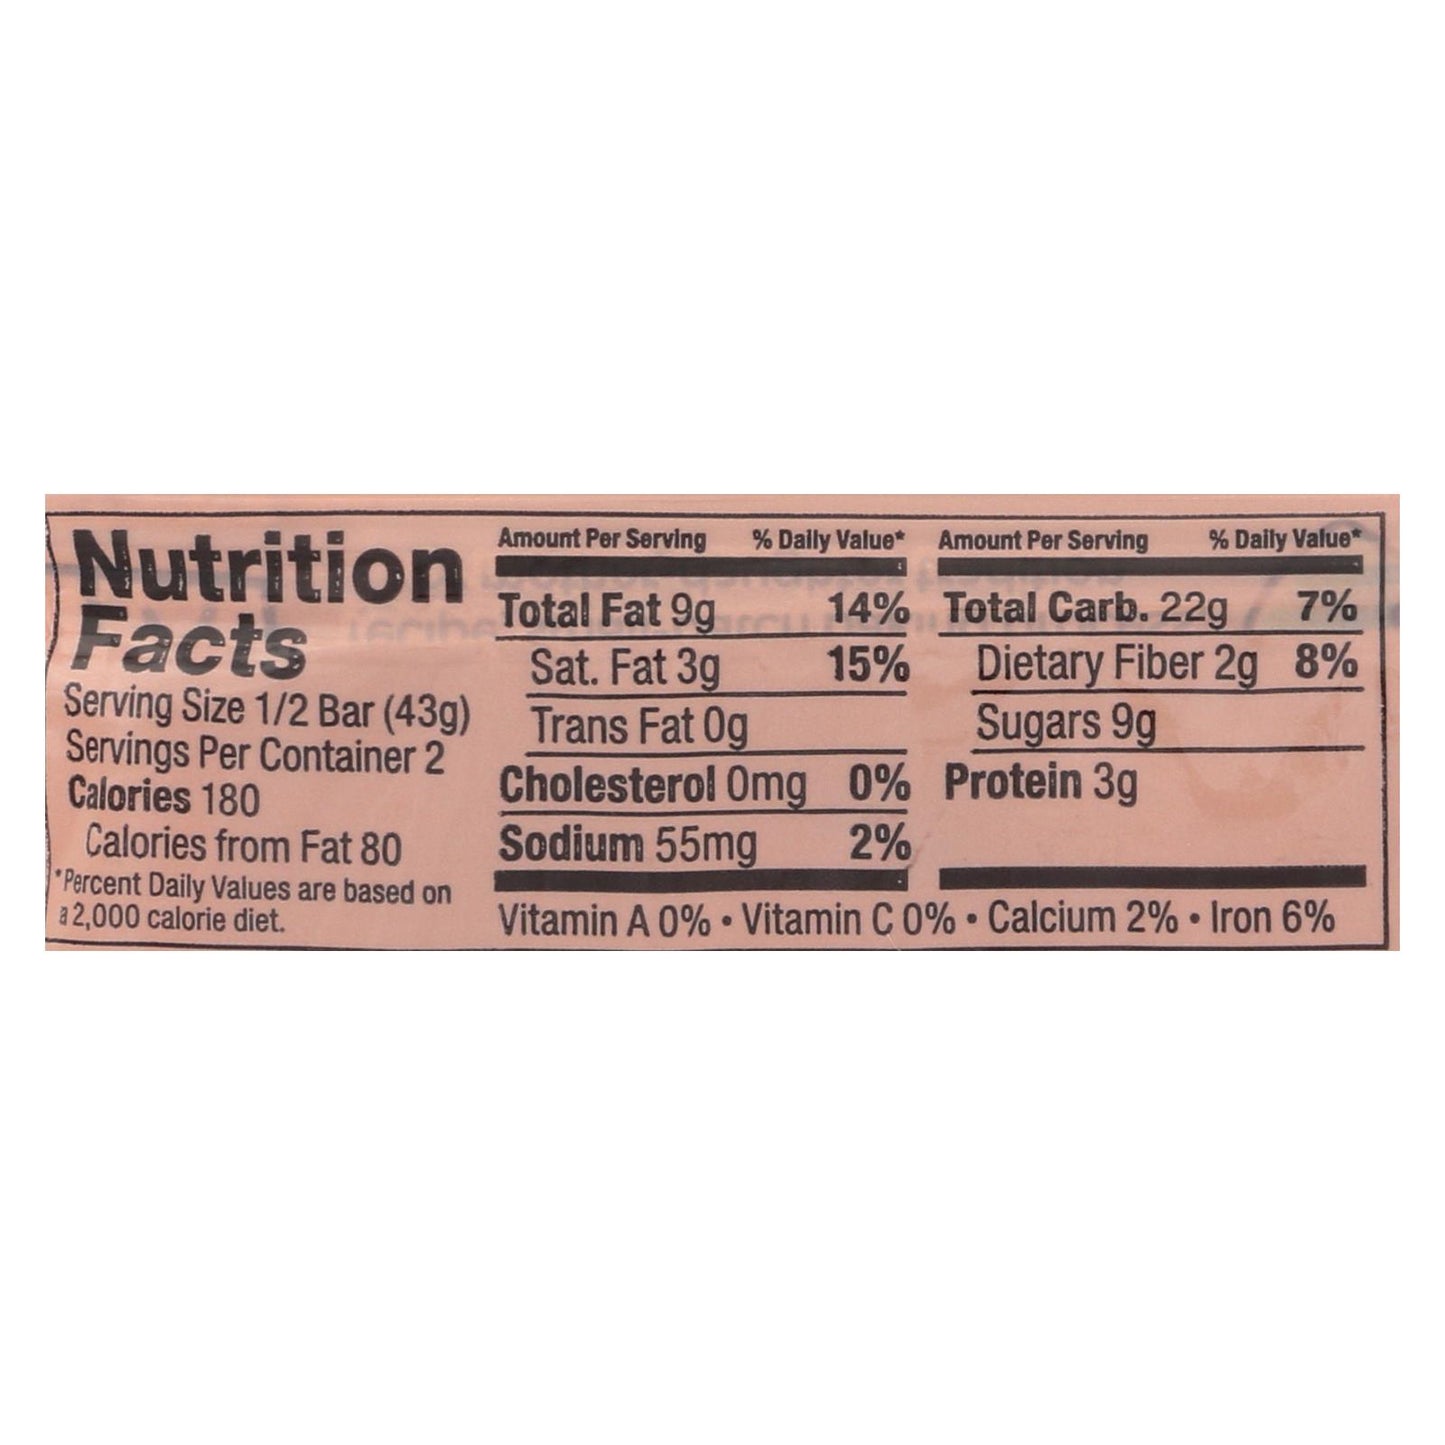 Nutrition
Facts
Serving Size 1/2 Bar (43g)
Servings Per Container 2
Calories 180
Calories from Fat 80
*Percent Daily Values are based on
a 2,000 calorie diet.
Amount Per Serving % Daily Value*
Total Fat 9g 14%
Sat. Fat 3g 15%
Trans Fat 0g
Cholesterol 0mg 0%
Sodium 55mg 2%
Amount Per Serving % Daily Value*
Total Carb. 22g 7%
Dietary Fiber 2g 8%
Sugars 9g
Protein 3g
Vitamin A 0% • Vitamin C 0% • Calcium 2% • Iron 6%